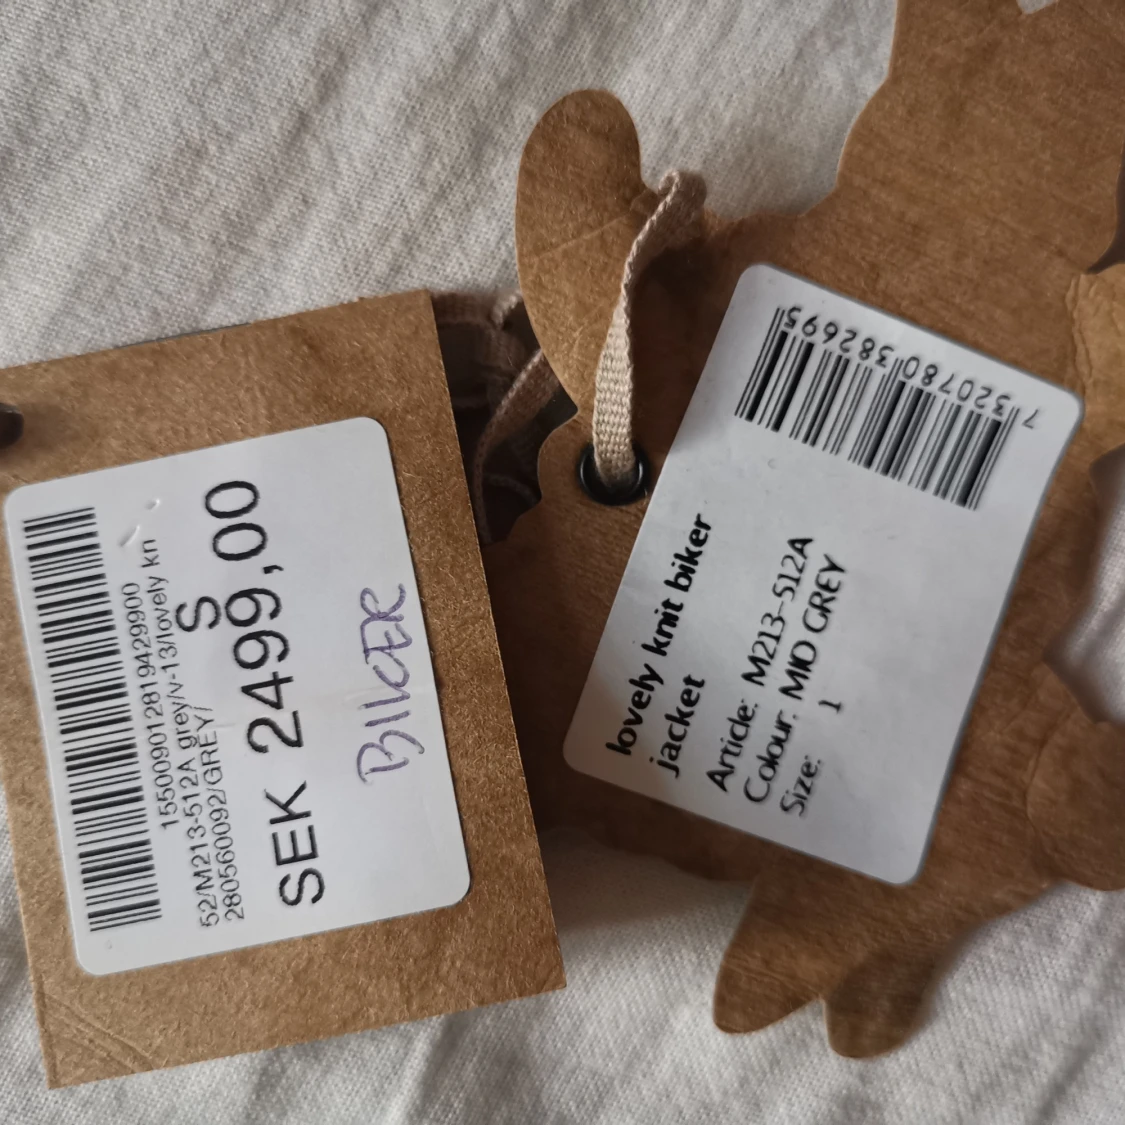 155009012819429900
52/M213-512A grey/v-13/lovely kn
280560092/GREY/
S
SEK 2499,00
BIKER
7 320780 382695
lovely knit biker
jacket
Article: M213-512A
Colour: MID GREY
Size: 1